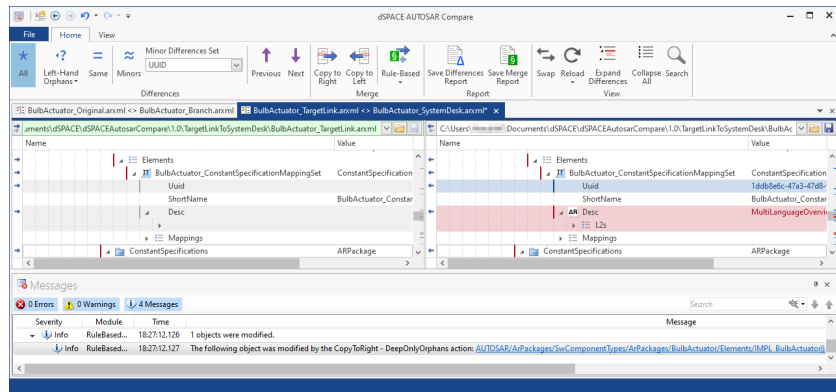 dSPACE AUTOSAR Compare
File Home View
Minor Differences Set
UUID
All Left-Hand Orphans Same Minors Previous Next Copy to Right Copy to Left Rule-Based Save Differences Report Save Merge Report Swap Reload Expand Differences Collapse All Search
Differences Merge Report View
BulbActuator_Original.arxml <> BulbActuator_Branch.arxml BulbActuator_TargetLink.arxml <> BulbActuator_SystemDesk.arxml* ×
uments\dSPACE\dSPACEAutosarCompare\1.0\TargetLinkToSystemDesk\BulbActuator_TargetLink.arxml C:\Users\ Documents\dSPACE\dSPACEAutosarCompare\1.0\TargetLinkToSystemDesk\BulbAc
Name Value Name Value
Elements Elements
BulbActuator_ConstantSpecificationMappingSet ConstantSpecification BulbActuator_ConstantSpecificationMappingSet ConstantSpecification
Uuid Uuid 1ddb8e6c-47a3-47d8-
ShortName BulbActuator_Constar ShortName BulbActuator_Constar
Desc AR Desc MultiLanguageOvervi
L2s
Mappings Mappings
ConstantSpecifications ARPackage ConstantSpecifications ARPackage
Messages
0 Errors 0 Warnings 4 Messages Search
Severity Module Time Message
Info RuleBased... 18:27:12.126 1 objects were modified.
Info RuleBased... 18:27:12.127 The following object was modified by the CopyToRight - DeepOnlyOrphans action: AUTOSAR/ArPackages/SwComponentTypes/ArPackages/BulbActuator/Elements/IMPL_BulbActuator||